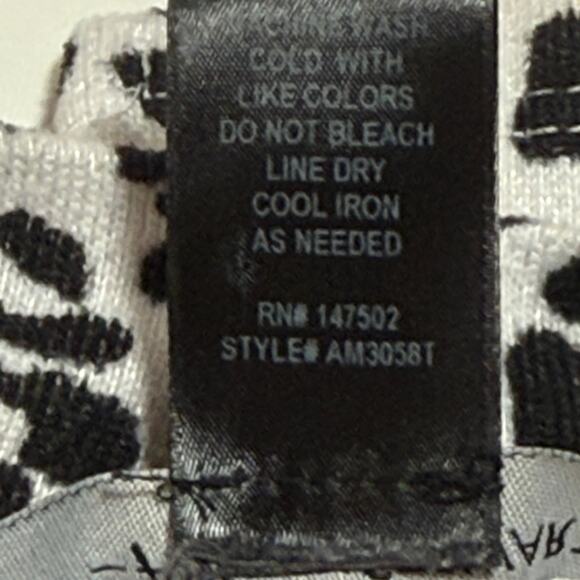 MACHINE WASH
COLD WITH
LIKE COLORS
DO NOT BLEACH
LINE DRY
COOL IRON
AS NEEDED
RN# 147502
STYLE# AM3058T